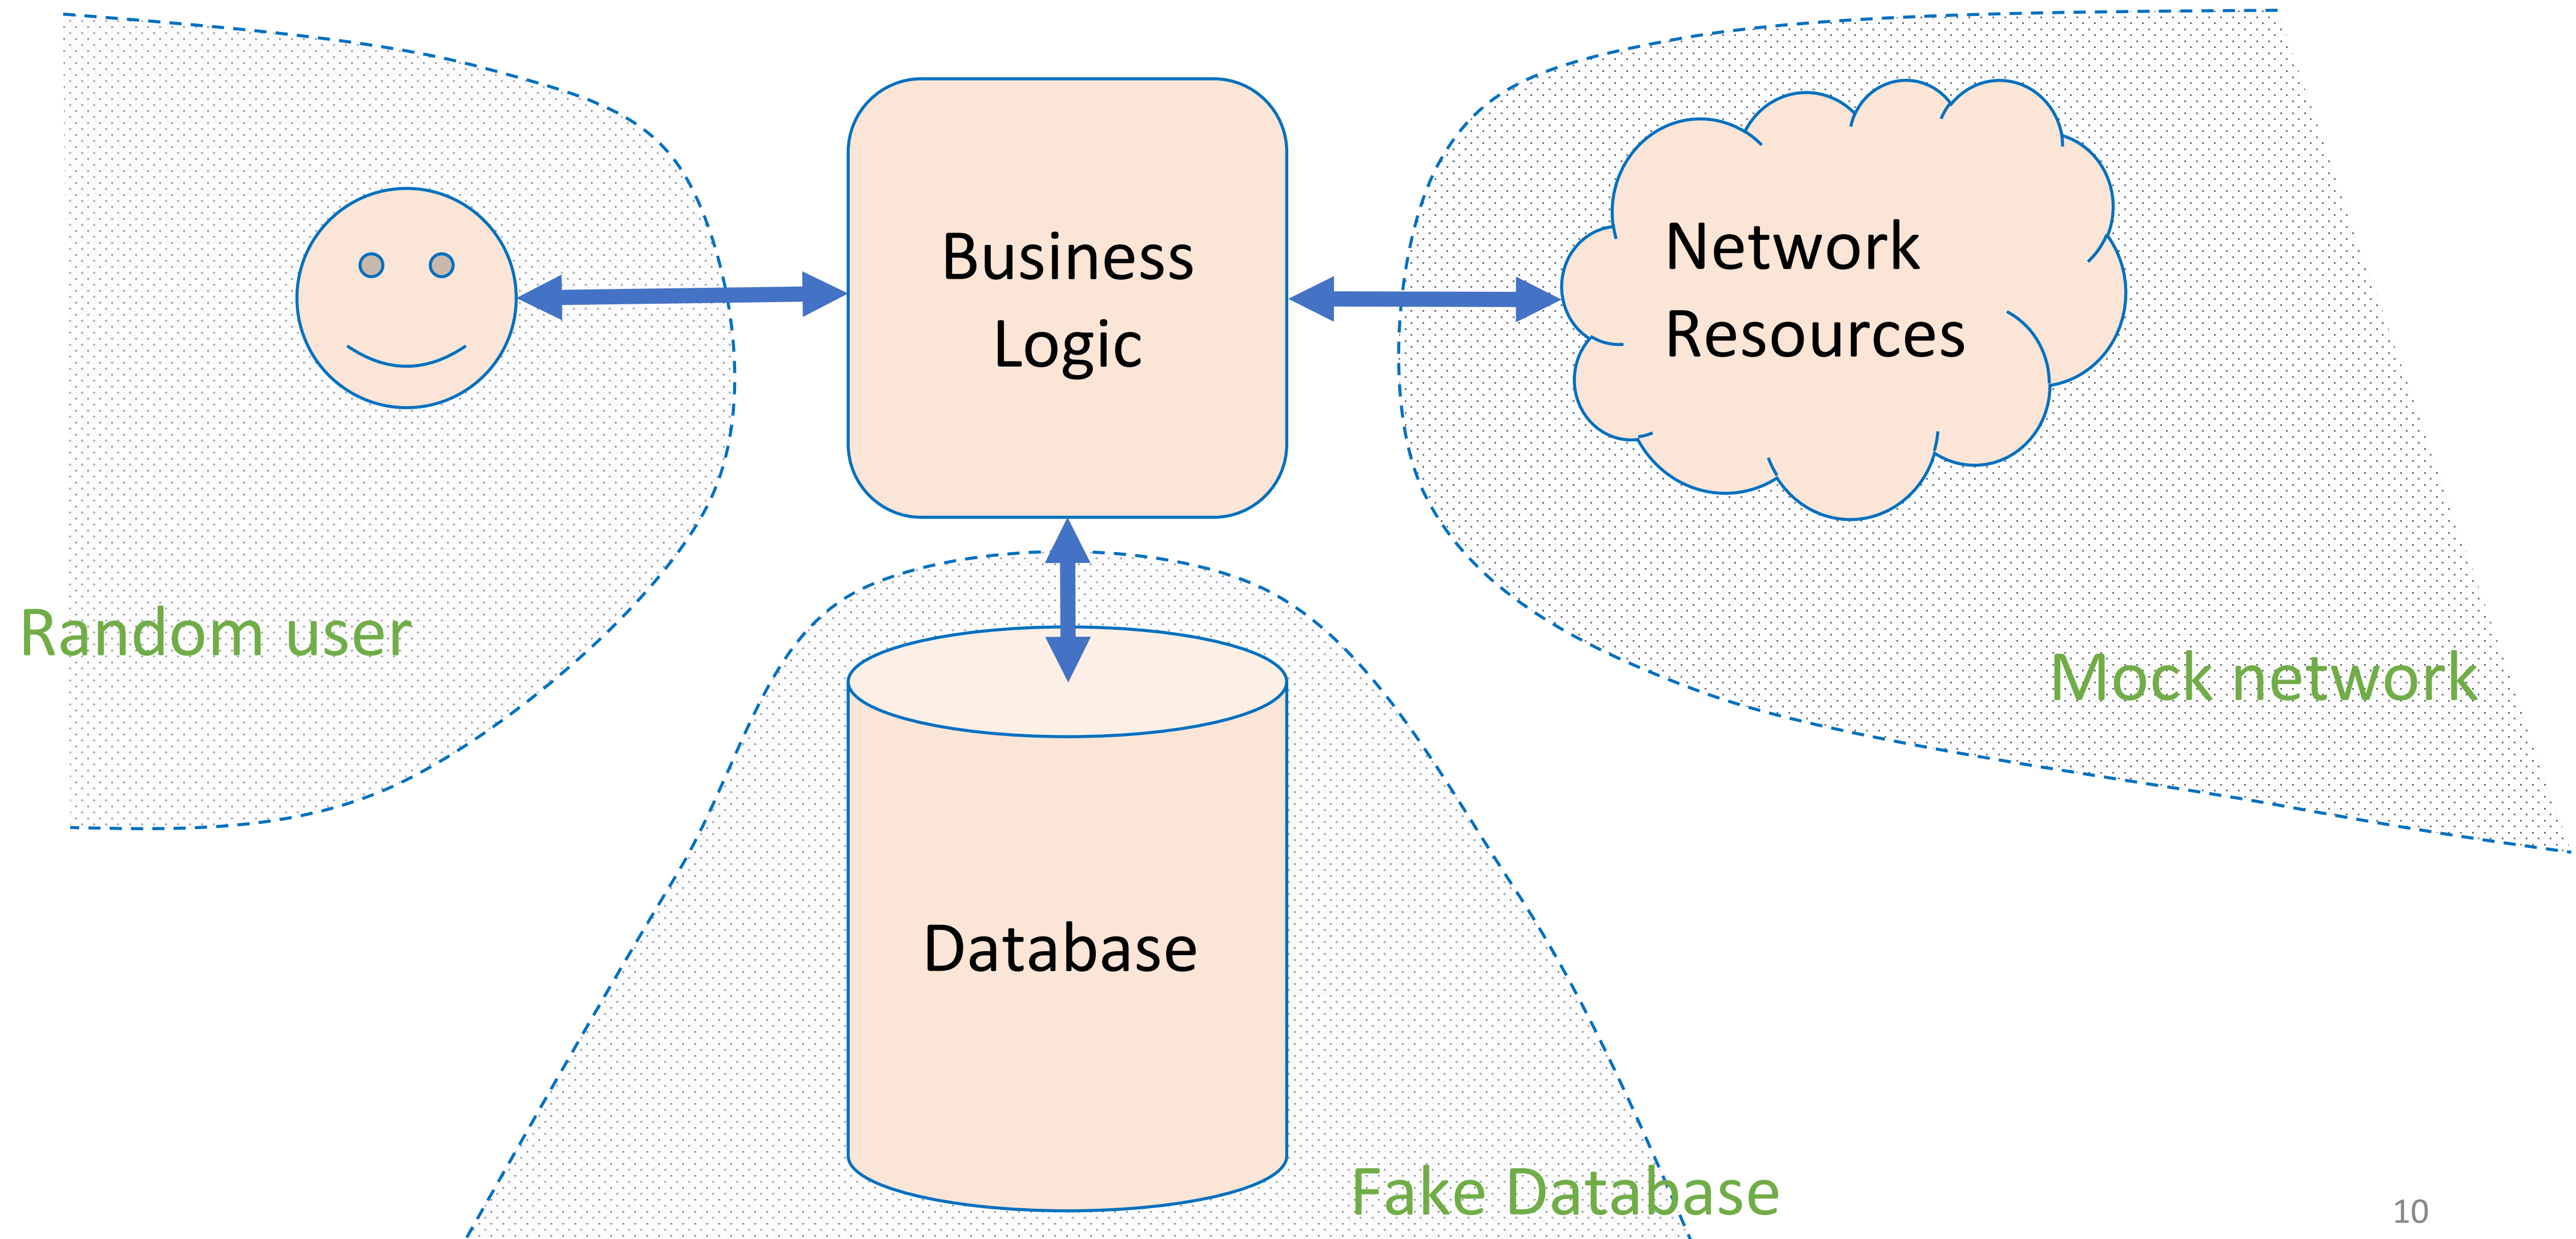 Business
Logic
Network
Resources
Random user
Mock network
Database
Fake Database
10